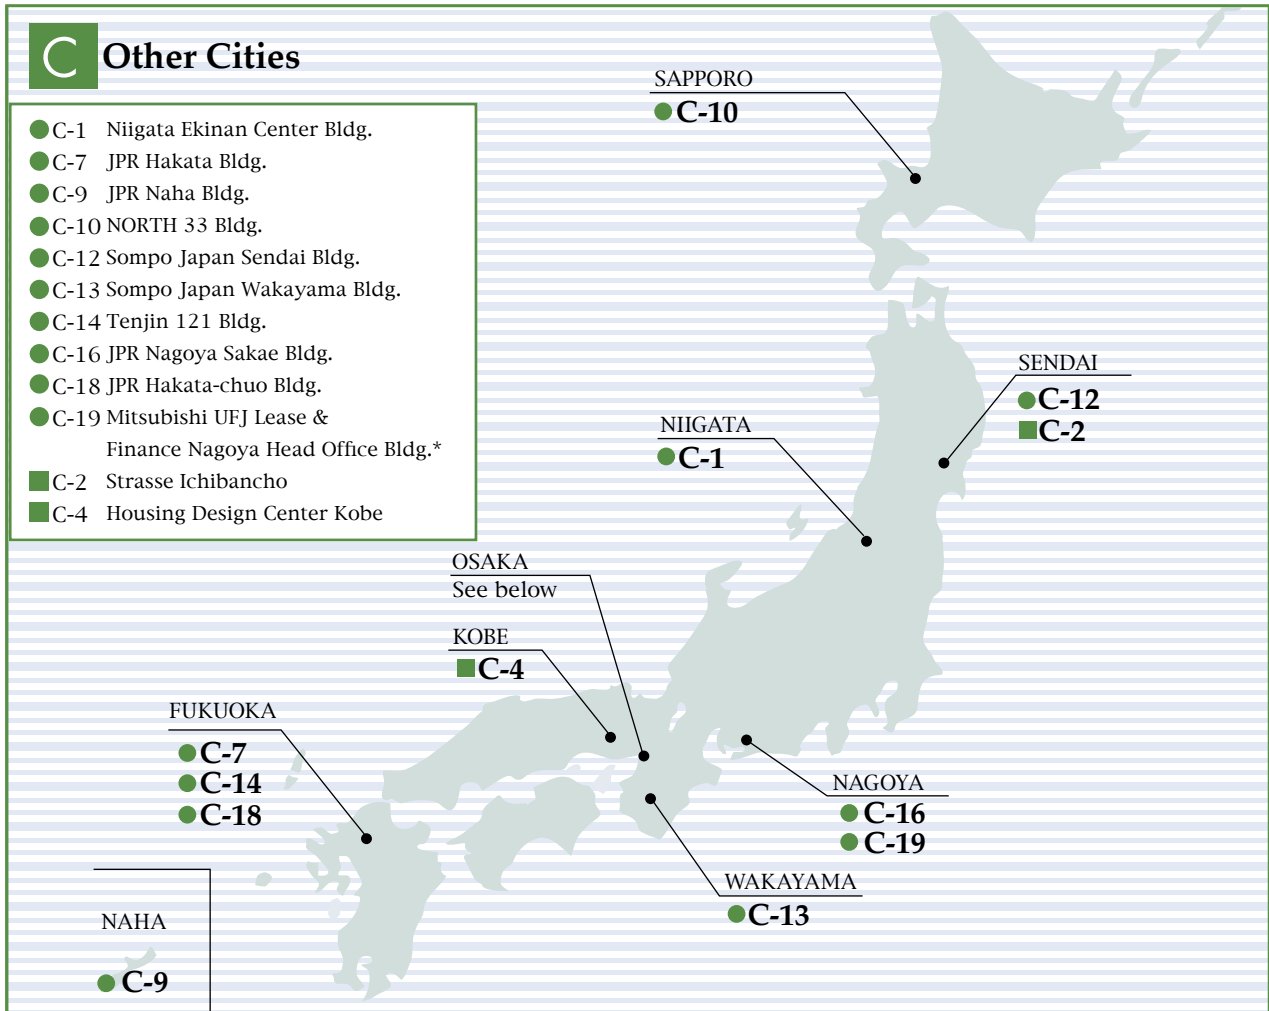 C Other Cities
C-1 Niigata Ekinan Center Bldg.
C-7 JPR Hakata Bldg.
C-9 JPR Naha Bldg.
C-10 NORTH 33 Bldg.
C-12 Sompo Japan Sendai Bldg.
C-13 Sompo Japan Wakayama Bldg.
C-14 Tenjin 121 Bldg.
C-16 JPR Nagoya Sakae Bldg.
C-18 JPR Hakata-chuo Bldg.
C-19 Mitsubishi UFJ Lease &
Finance Nagoya Head Office Bldg.*
C-2 Strasse Ichibancho
C-4 Housing Design Center Kobe
SAPPORO
C-10
SENDAI
C-12
C-2
NIIGATA
C-1
OSAKA
See below
KOBE
C-4
FUKUOKA
C-7
C-14
C-18
NAGOYA
C-16
C-19
WAKAYAMA
C-13
NAHA
C-9